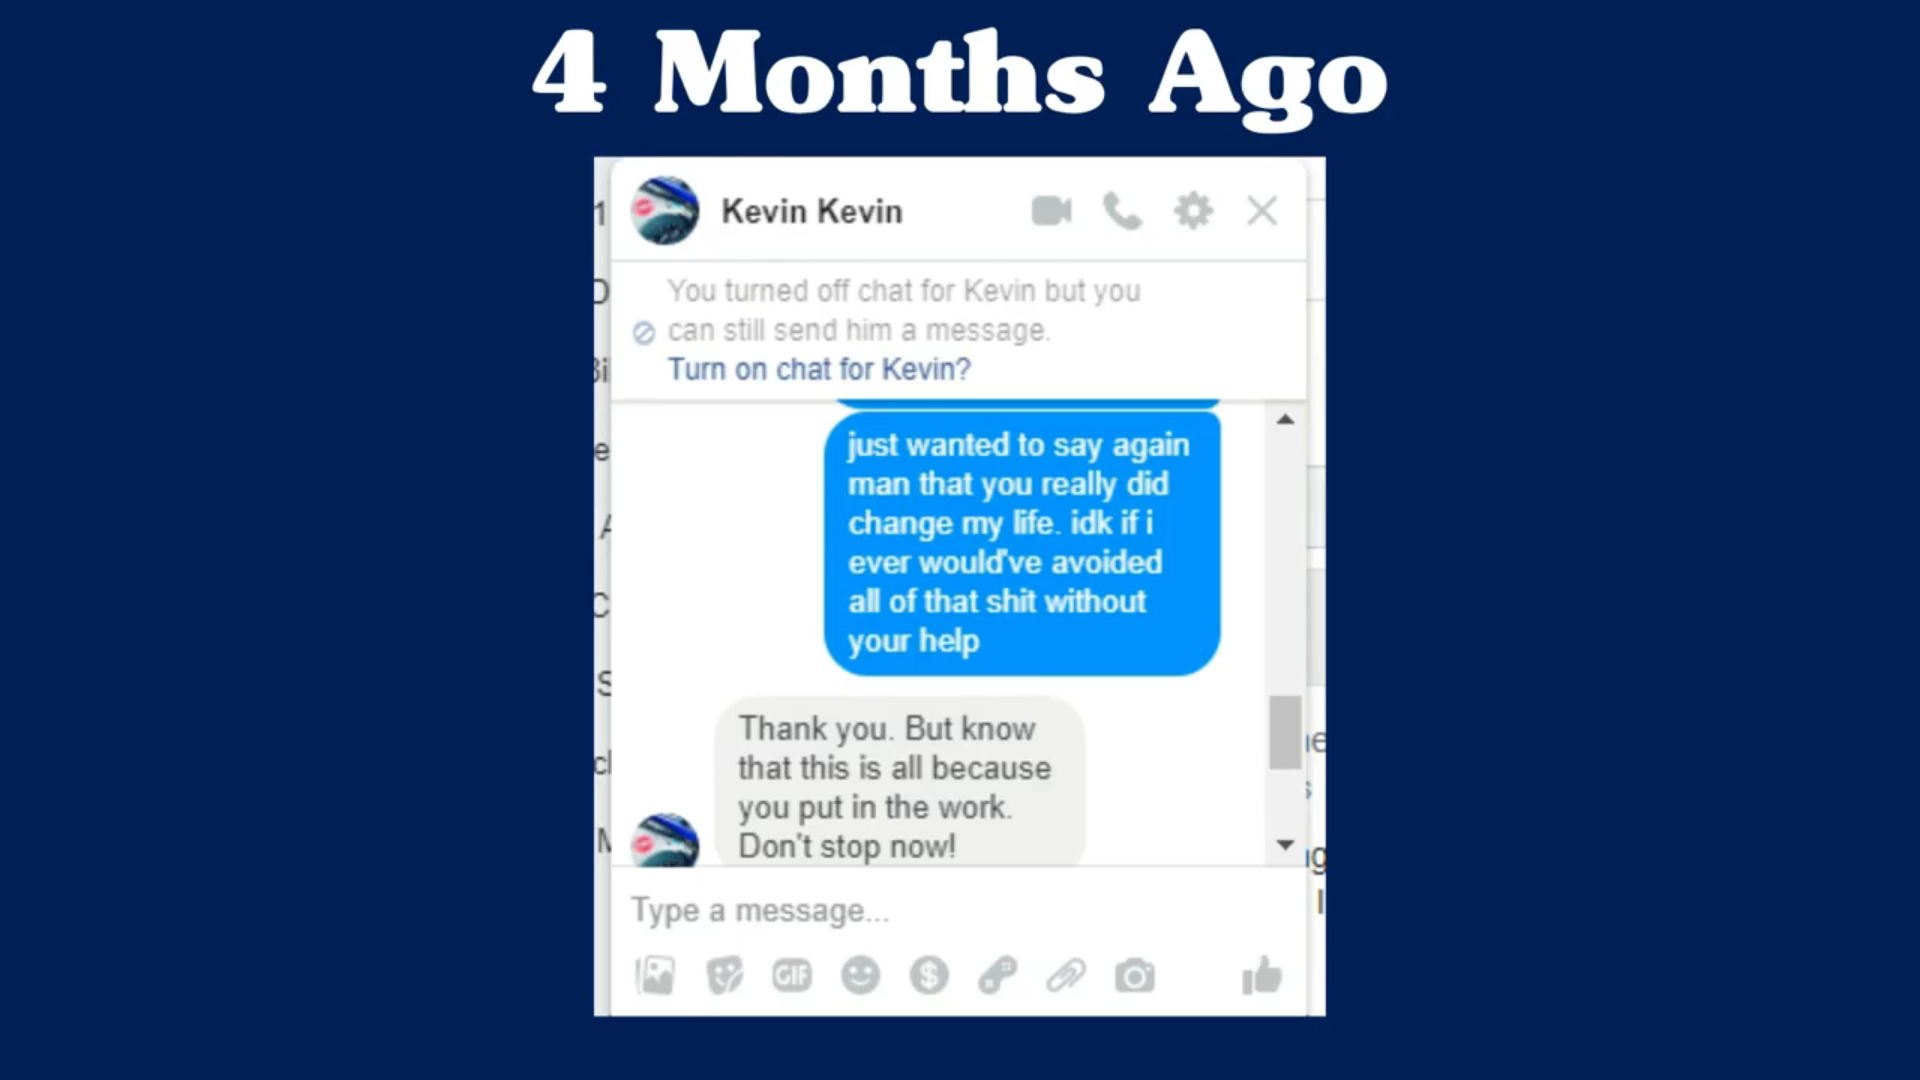 4 Months Ago
Kevin Kevin
You turned off chat for Kevin but you
can still send him a message.
Turn on chat for Kevin?
just wanted to say again
man that you really did
change my life. idk if i
ever would've avoided
all of that shit without
your help
Thank you. But know
that this is all because
you put in the work.
Don't stop now!
Type a message...
GIF
$